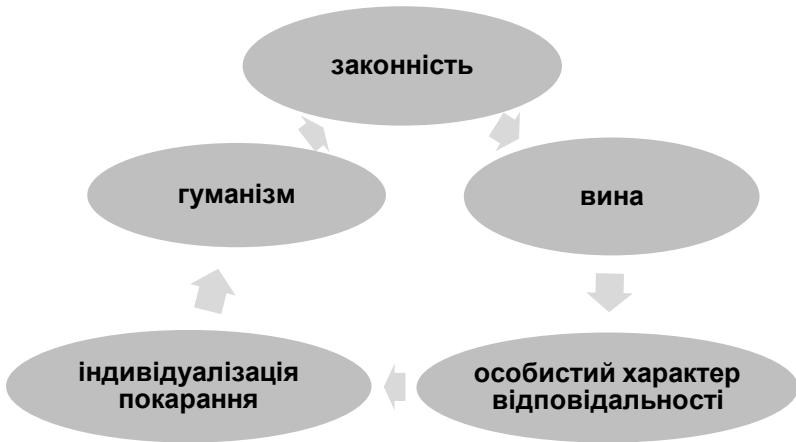 законність
гуманізм
вина
індивідуалізація
покарання
особистий характер
відповідальності